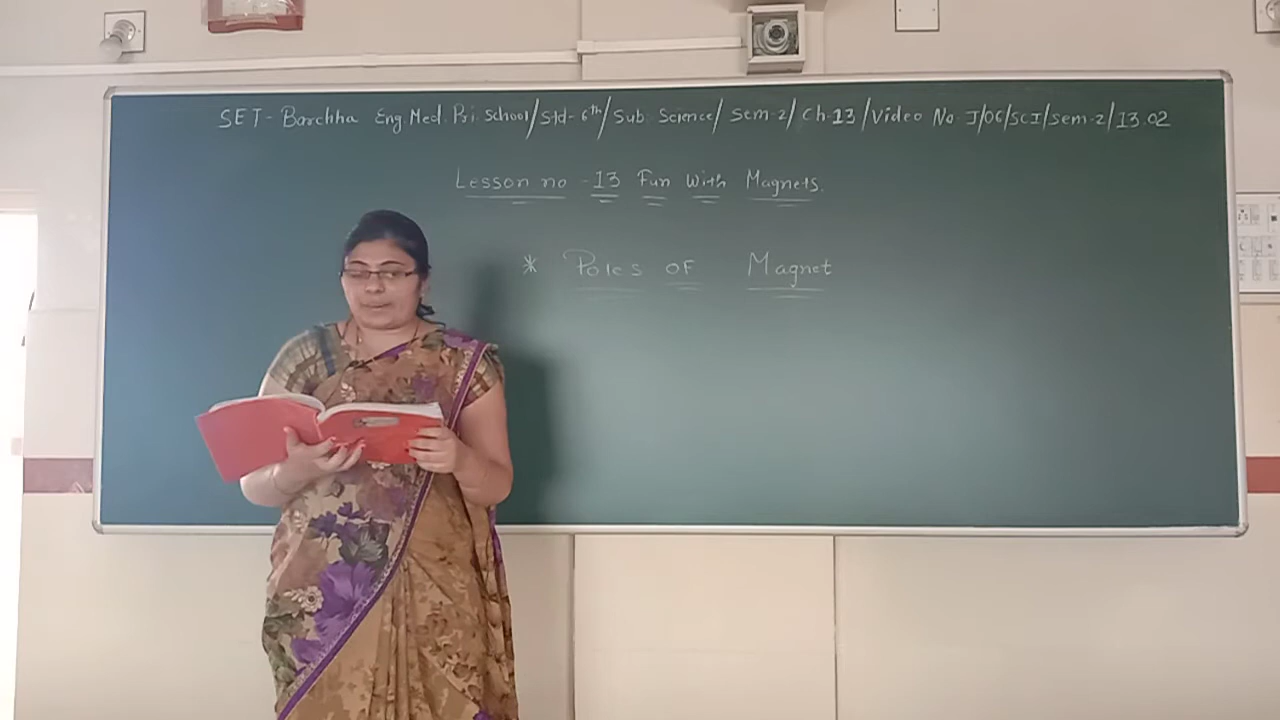 SET- Barchha Eng Med. Pri. School/Std-6th/Sub Science/Sem-2/Ch-13/Video No. I/06/SCI/sem-2/13.02
Lesson no -13 Fun With Magnets.
* Poles OF Magnet